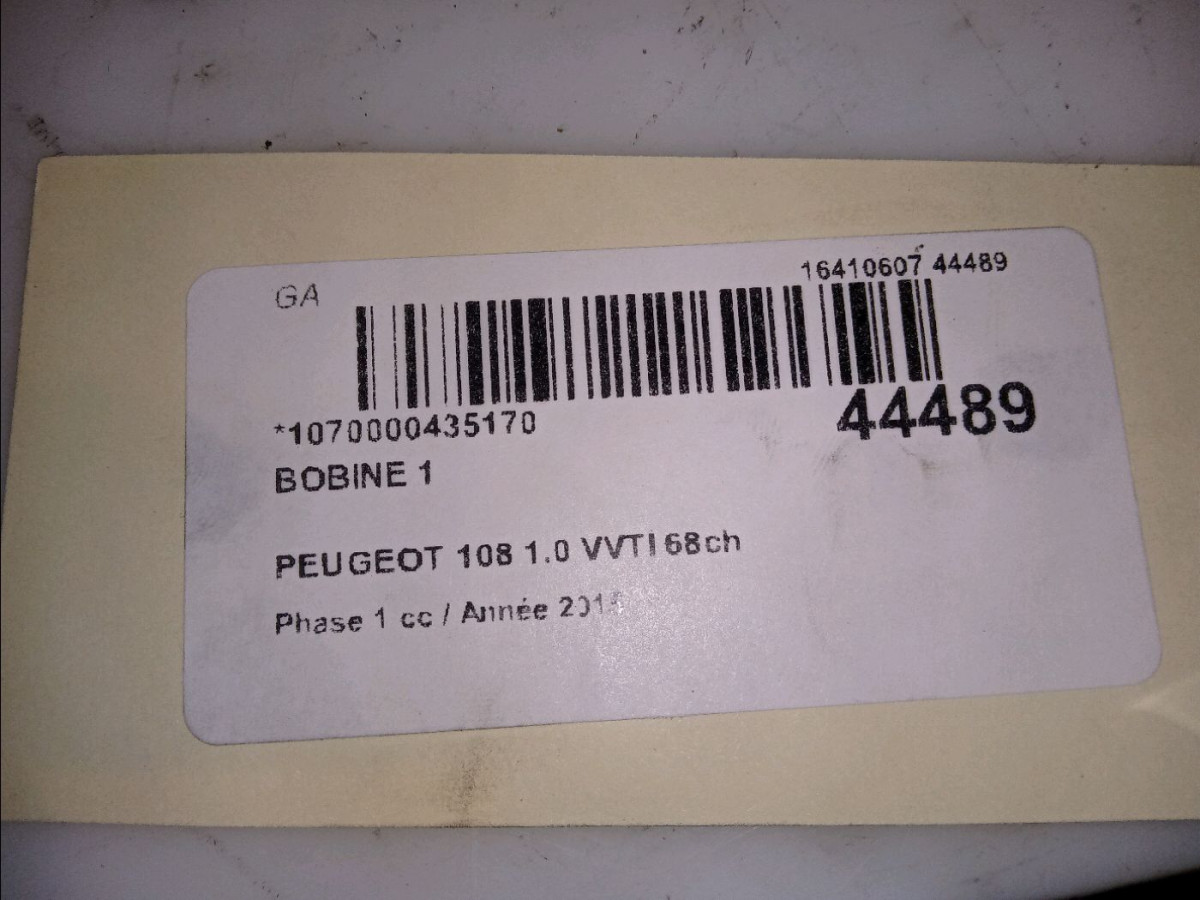 GA
16410607 44489
*1070000435170
44489
BOBINE 1
PEUGEOT 108 1.0 VVTI 68ch
Phase 1 cc / Année